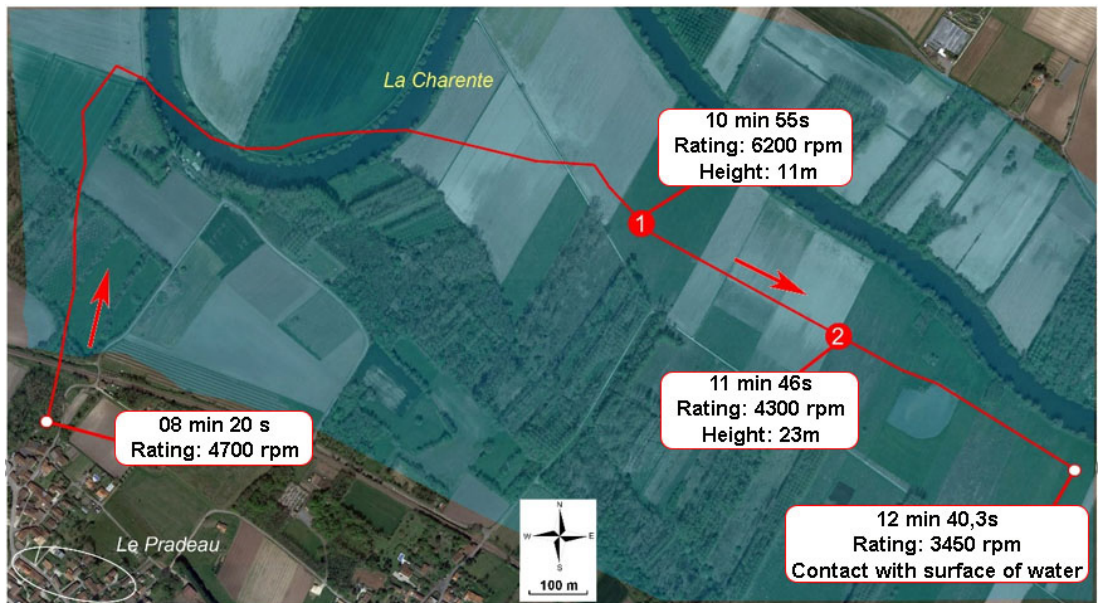 La Charente
10 min 55s
Rating: 6200 rpm
Height: 11m
1
2
11 min 46s
Rating: 4300 rpm
Height: 23m
08 min 20 s
Rating: 4700 rpm
12 min 40,3s
Rating: 3450 rpm
Contact with surface of water
Le Pradeau
N
W E
S
100 m